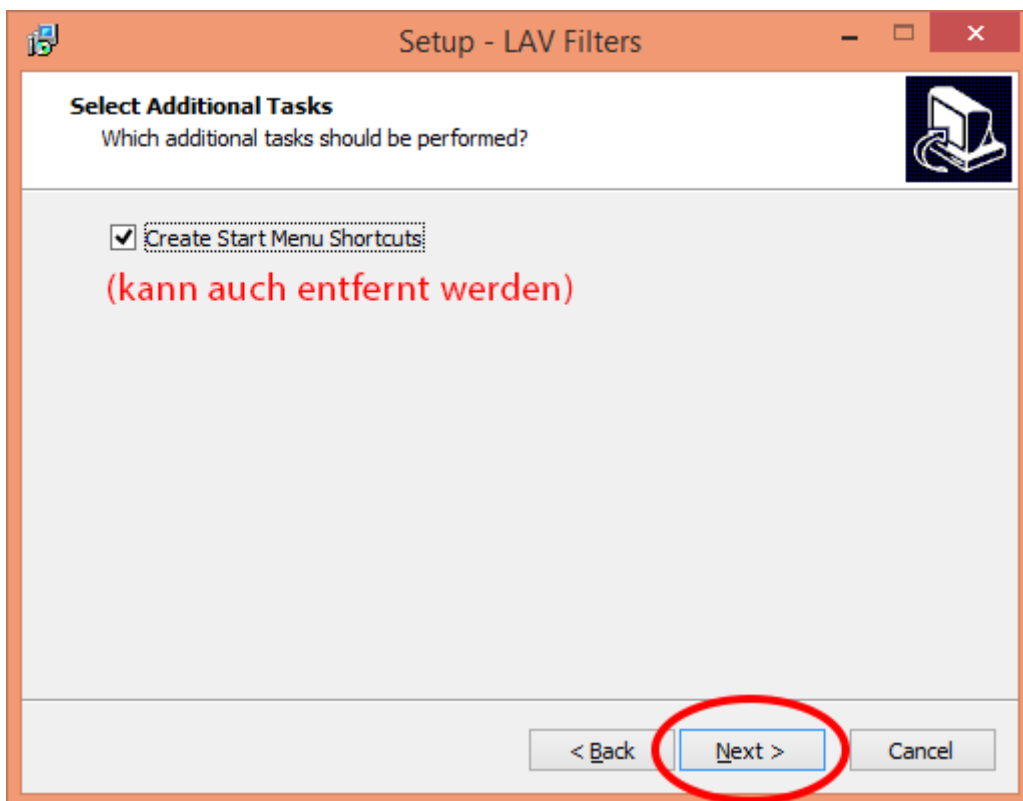 Setup - LAV Filters
Select Additional Tasks
Which additional tasks should be performed?
Create Start Menu Shortcuts
(kann auch entfernt werden)
< Back Next > Cancel